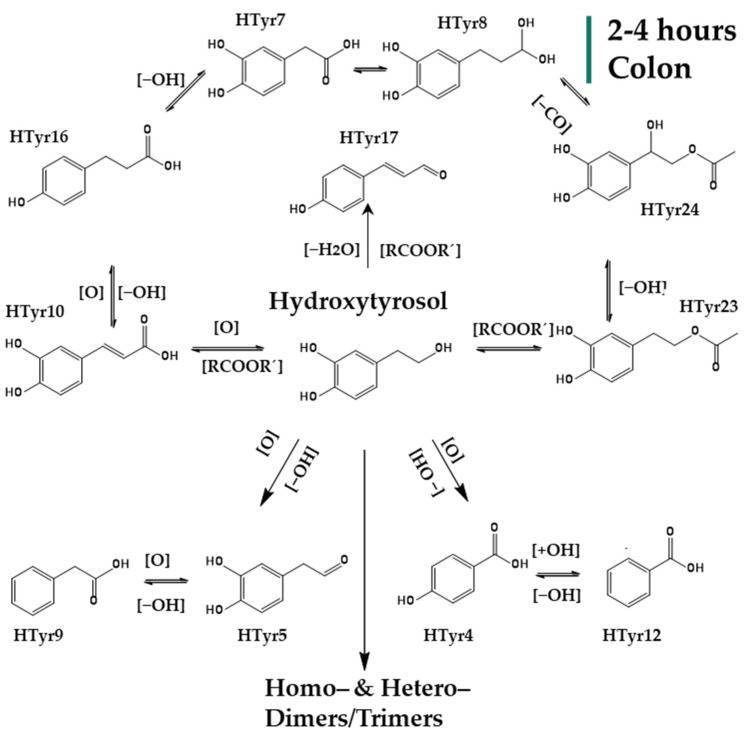 HTyr7
HTyr8
2-4 hours
Colon
OH
HO
HO
OH
O
HO
HO
OH
[−OH]
[−CO]
HTyr16
O
OH
HO
HTyr17
O
HO
OH
HO
HO
O
O
HTyr24
[−H2O] [RCOOR´]
[O] [−OH]
[−OH]
HTyr10
Hydroxytyrosol
HTyr23
O
HO
HO
OH
[O]
[RCOOR´]
HO
HO
OH
[RCOOR´]
HO
HO
O
O
[O]
[−OH]
[O]
[HO−]
OH
O
HTyr9
[O]
[−OH]
HO
HO
O
HTyr5
O
OH
HO
HTyr4
[+OH]
[−OH]
O
OH
HTyr12
Homo– & Hetero–
Dimers/Trimers